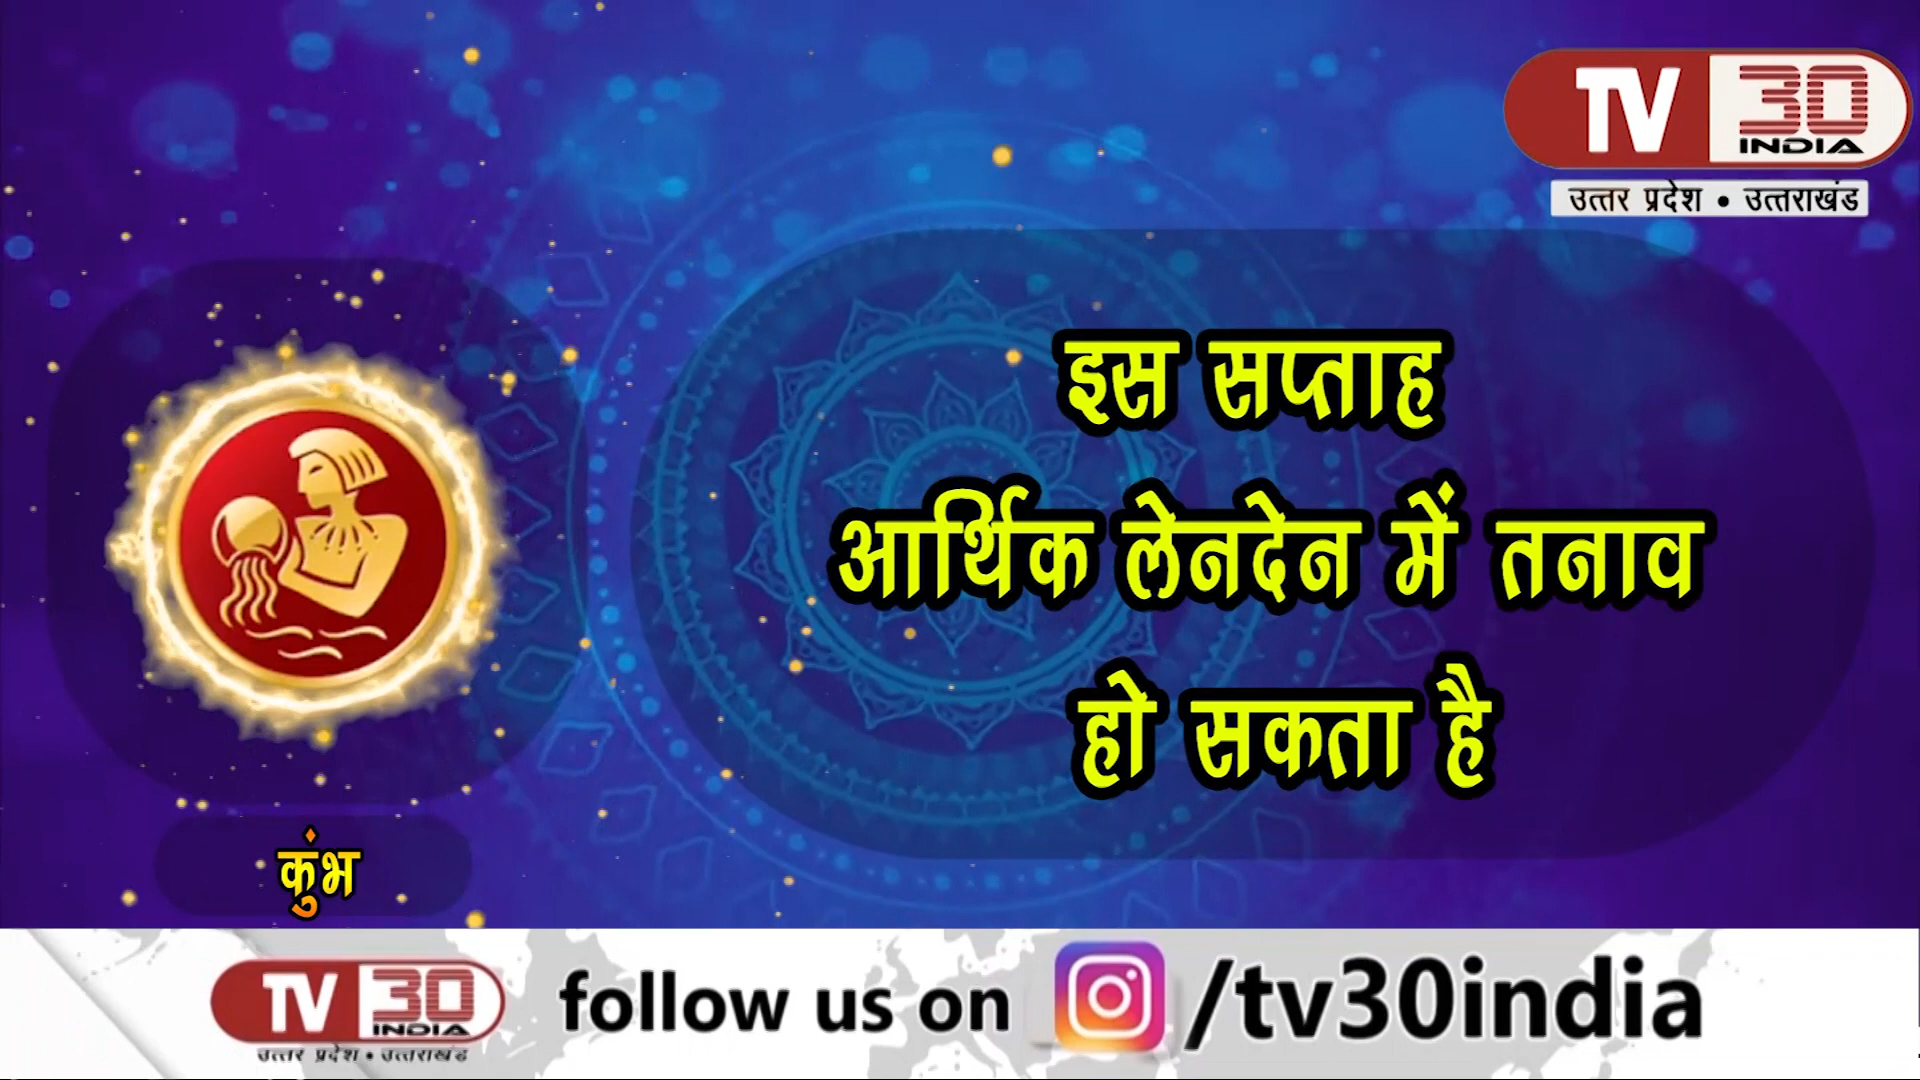 TV 30 INDIA
उत्तर प्रदेश • उत्तराखंड
इस सप्ताह
आर्थिक लेनदेन में तनाव
हो सकता है
कुंभ
TV 30 INDIA
उत्तर प्रदेश • उत्तराखंड
follow us on /tv30india